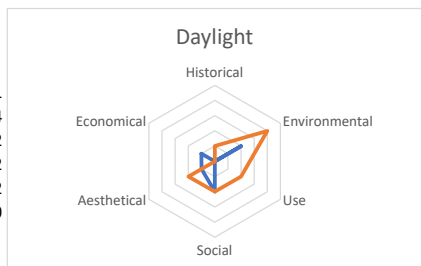 Daylight
Historical
Economical
Environmental
Aesthetical
Use
Social